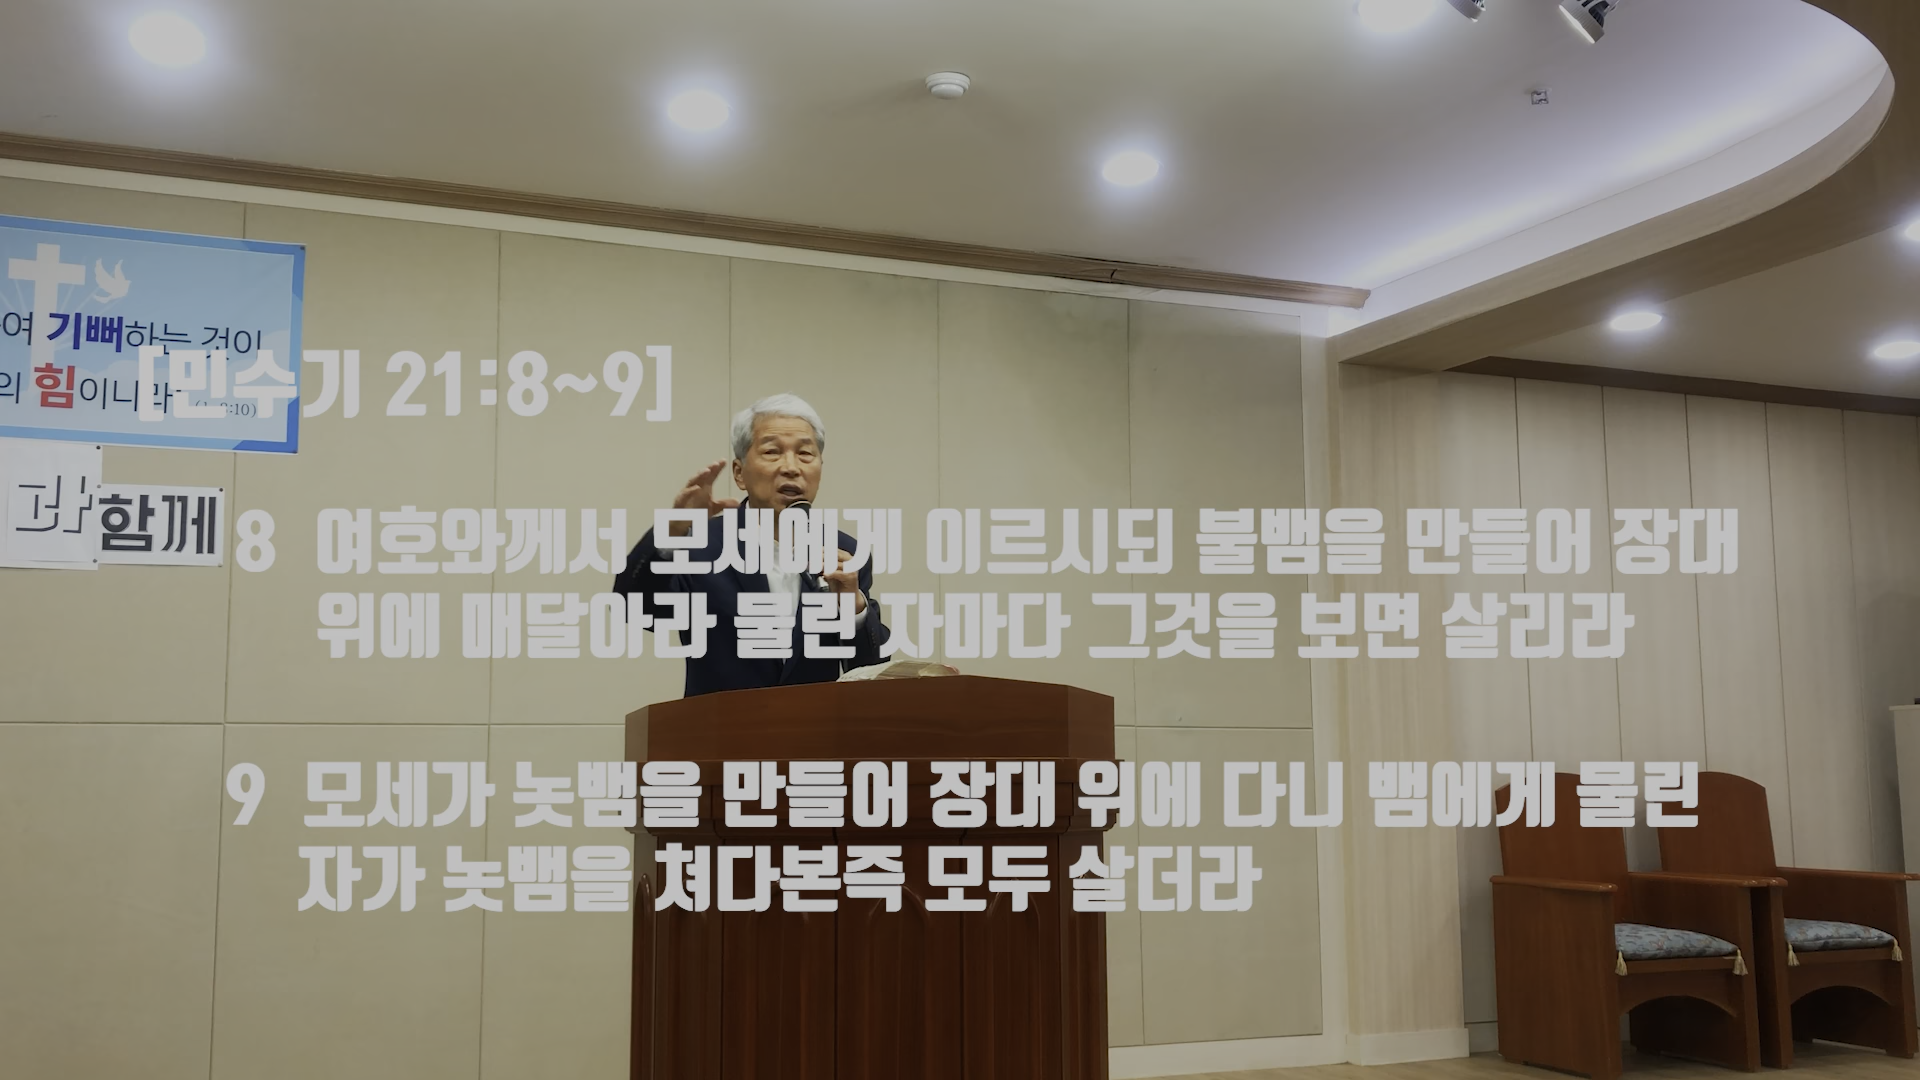 여 기뻐하는 것이
의 힘이니라
[민수기 21:8~9]
함께
8 여호와께서 모세에게 이르시되 불뱀을 만들어 장대
위에 매달아라 물린 자마다 그것을 보면 살리라
9 모세가 놋뱀을 만들어 장대 위에 다니 뱀에게 물린
자가 놋뱀을 쳐다본즉 모두 살더라